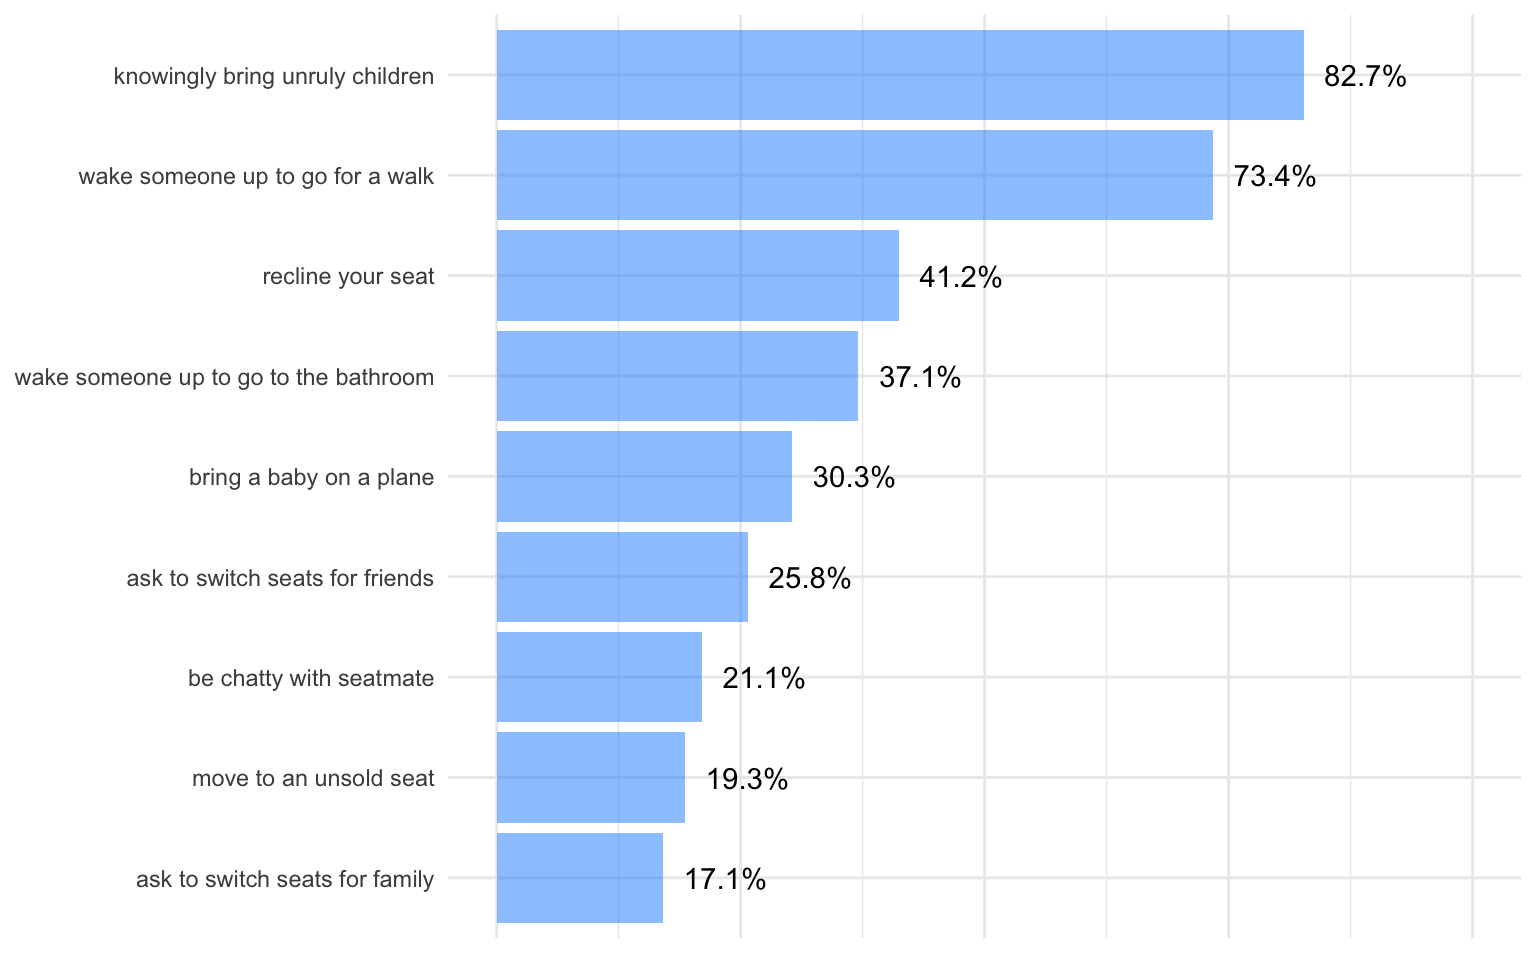 knowingly bring unruly children 82.7%
wake someone up to go for a walk 73.4%
recline your seat 41.2%
wake someone up to go to the bathroom 37.1%
bring a baby on a plane 30.3%
ask to switch seats for friends 25.8%
be chatty with seatmate 21.1%
move to an unsold seat 19.3%
ask to switch seats for family 17.1%